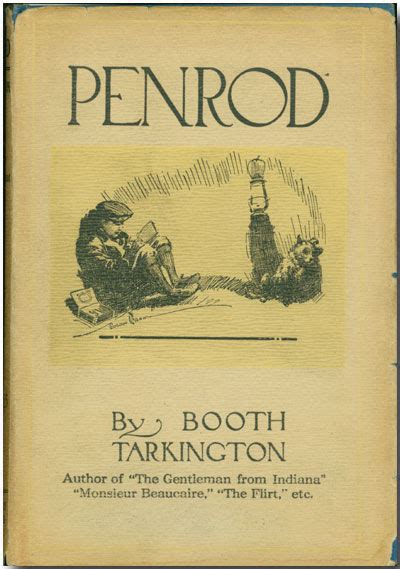 PENROD
By BOOTH
TARKINGTON
Author of "The Gentleman from Indiana"
"Monsieur Beaucaire," "The Flirt," etc.